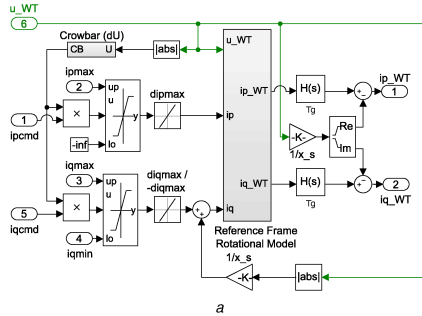 u_WT
6
Crowbar (dU)
CB U
|abs|
u_WT
ipmax
2
up
u
y
lo
dipmax
ip_WT
H(s)
Tg
ip_WT
1
1
ipcmd
×
-inf
ip
-K-
1/x_s
Re
Im
iqmax
3
up
u
y
lo
diqmax /
-diqmax
iq_WT
H(s)
Tg
2
iq_WT
5
iqcmd
×
4
iqmin
iq
Reference Frame
Rotational Model
1/x_s
-K-
|abs|
a